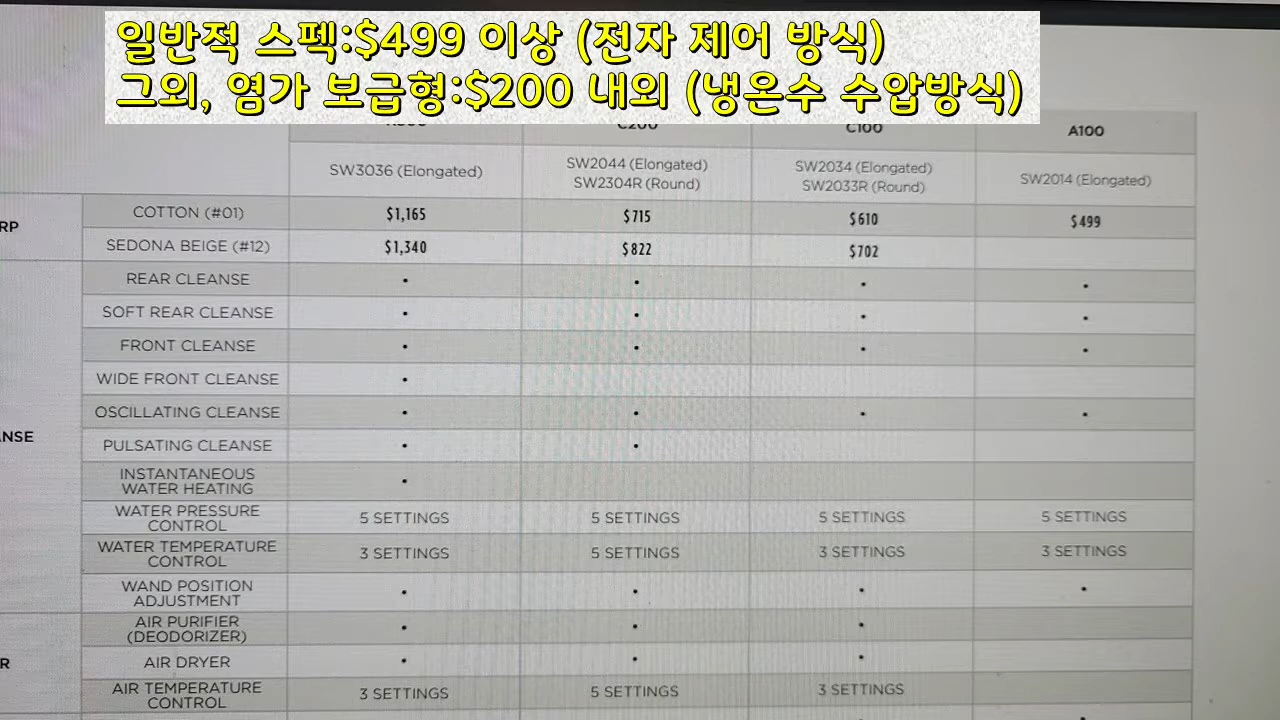 일반적 스펙:$499 이상 (전자 제어 방식)
그외, 염가 보급형:$200 내외 (냉온수 수압방식)
C200 C100 A100
SW3036 (Elongated) SW2044 (Elongated) SW2034 (Elongated) SW2014 (Elongated)
SW2304R (Round) SW2033R (Round)
RP COTTON (#01) $1,165 $715 $610 $499
SEDONA BEIGE (#12) $1,340 $822 $702
REAR CLEANSE • • • •
SOFT REAR CLEANSE • • • •
FRONT CLEANSE • • • •
WIDE FRONT CLEANSE •
OSCILLATING CLEANSE • • • •
NSE PULSATING CLEANSE • •
INSTANTANEOUS
WATER HEATING •
WATER PRESSURE
CONTROL 5 SETTINGS 5 SETTINGS 5 SETTINGS 5 SETTINGS
WATER TEMPERATURE
CONTROL 3 SETTINGS 5 SETTINGS 3 SETTINGS 3 SETTINGS
WAND POSITION
ADJUSTMENT • • • •
AIR PURIFIER
(DEODORIZER) • • •
R AIR DRYER • • •
AIR TEMPERATURE
CONTROL 3 SETTINGS 5 SETTINGS 3 SETTINGS